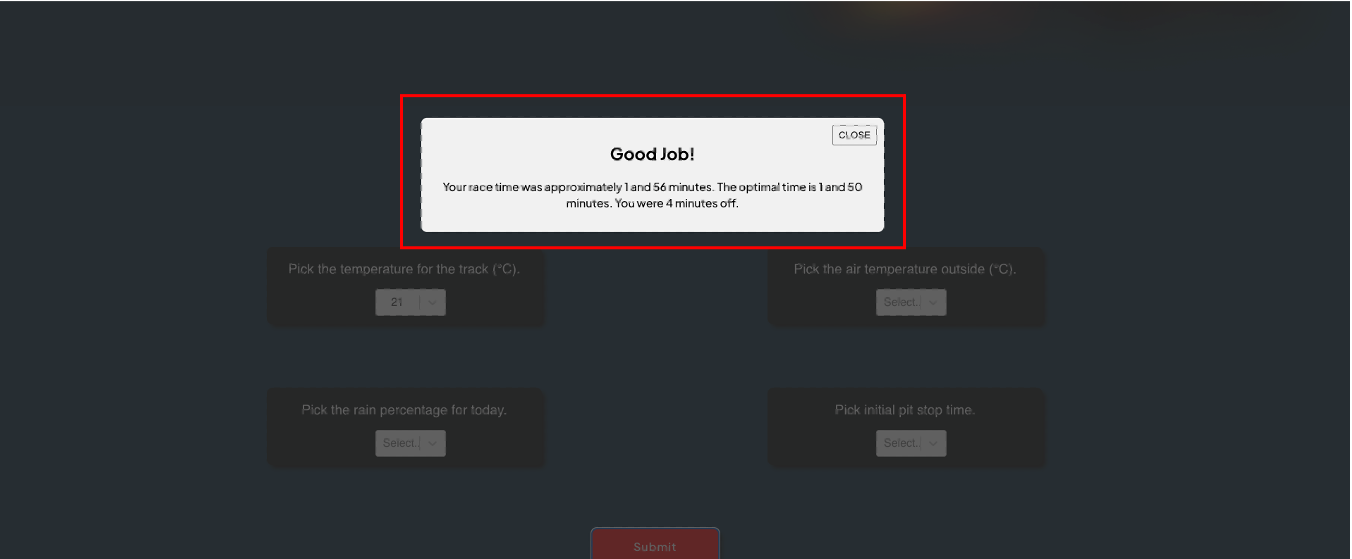 CLOSE
Good Job!
Your race time was approximately 1 and 56 minutes. The optimal time is 1 and 50
minutes. You were 4 minutes off.
Pick the temperature for the track (°C).
21
Pick the air temperature outside (°C).
Select.
Pick the rain percentage for today.
Select.
Pick initial pit stop time.
Select.
Submit